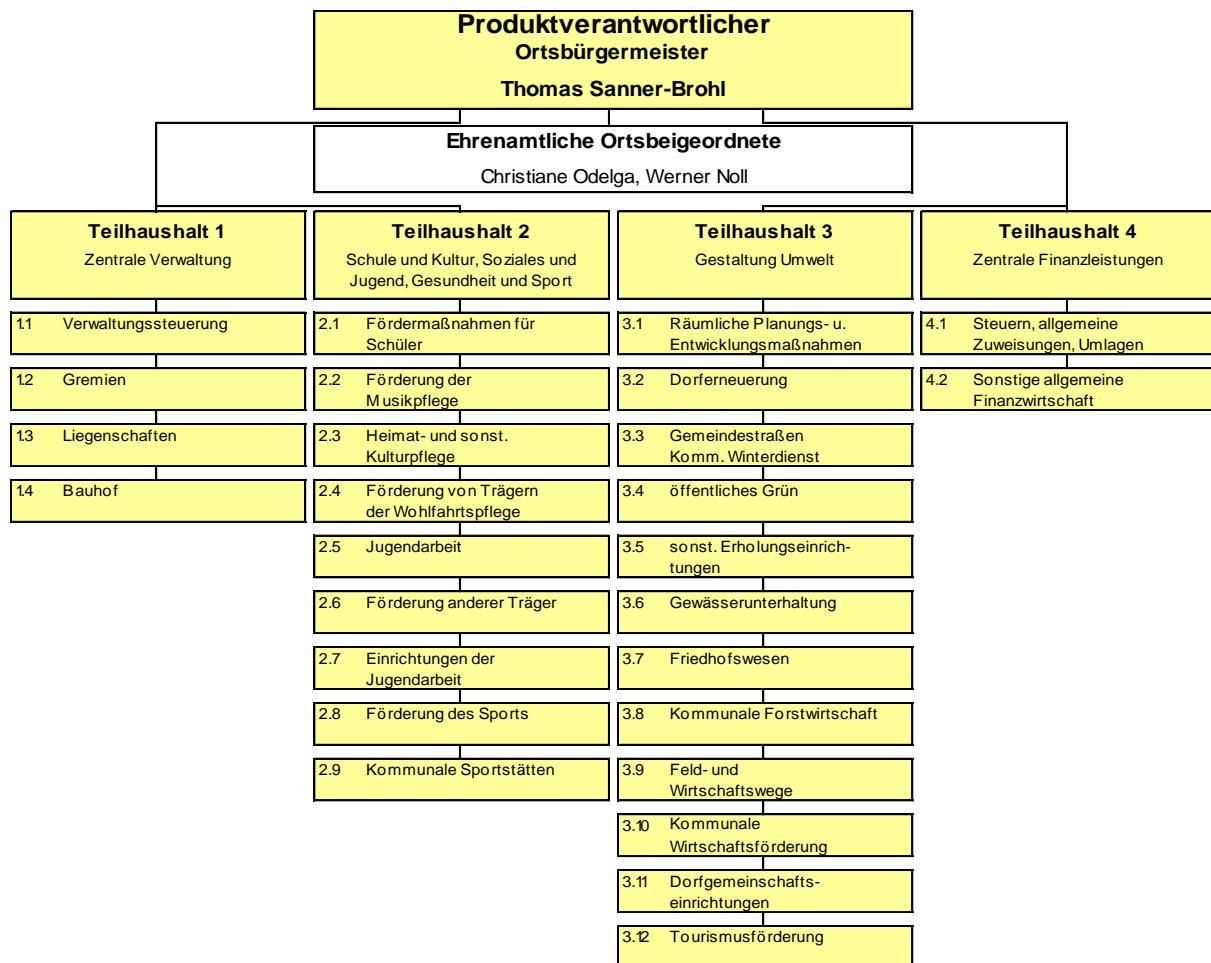 Produktverantwortlicher
Ortsbürgermeister
Thomas Sanner-Brohl
Ehrenamtliche Ortsbeigeordnete
Christiane Odelga, Werner Noll
Teilhaushalt 1
Zentrale Verwaltung
1.1 Verwaltungssteuerung
1.2 Gremien
1.3 Liegenschaften
1.4 Bauhof
Teilhaushalt 2
Schule und Kultur, Soziales und
Jugend, Gesundheit und Sport
2.1 Fördermaßnahmen für
Schüler
2.2 Förderung der
Musikpflege
2.3 Heimat- und sonst.
Kulturpflege
2.4 Förderung von Trägern
der Wohlfahrtspflege
2.5 Jugendarbeit
2.6 Förderung anderer Träger
2.7 Einrichtungen der
Jugendarbeit
2.8 Förderung des Sports
2.9 Kommunale Sportstätten
Teilhaushalt 3
Gestaltung Umwelt
3.1 Räumliche Planungs- u.
Entwicklungsmaßnahmen
3.2 Dorferneuerung
3.3 Gemeindestraßen
Komm. Winterdienst
3.4 öffentliches Grün
3.5 sonst. Erholungseinrich-
tungen
3.6 Gewässerunterhaltung
3.7 Friedhofswesen
3.8 Kommunale Forstwirtschaft
3.9 Feld- und
Wirtschaftswege
3.10 Kommunale
Wirtschaftsförderung
3.11 Dorfgemeinschafts-
einrichtungen
3.12 Tourismusförderung
Teilhaushalt 4
Zentrale Finanzleistungen
4.1 Steuern, allgemeine
Zuweisungen, Umlagen
4.2 Sonstige allgemeine
Finanzwirtschaft